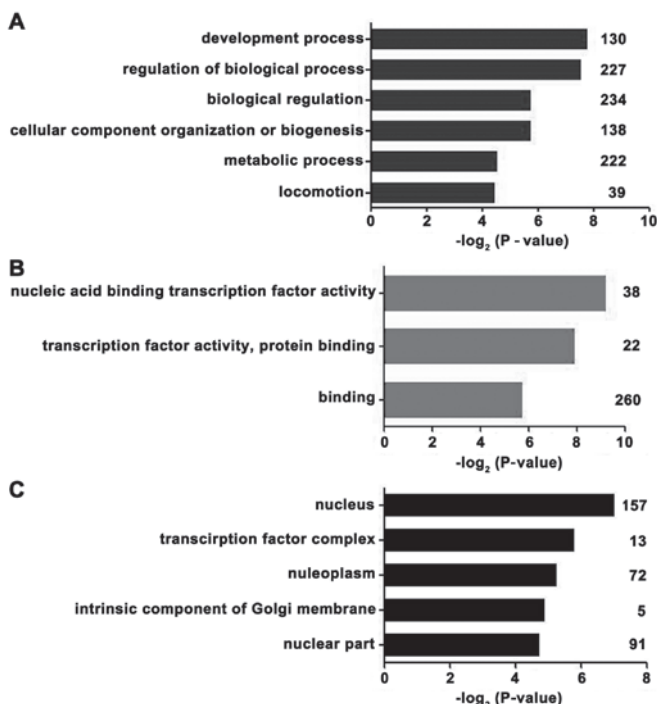 A
development process 130
regulation of biological process 227
biological regulation 234
cellular component organization or biogenesis 138
metabolic process 222
locomotion 39
0 2 4 6 8 10
-log₂ (P - value)
B
nucleic acid binding transcription factor activity 38
transcription factor activity, protein binding 22
binding 260
0 2 4 6 8 10
-log₂ (P-value)
C
nucleus 157
transcirption factor complex 13
nuleoplasm 72
intrinsic component of Golgi membrane 5
nuclear part 91
0 2 4 6 8
-log₂ (P-value)